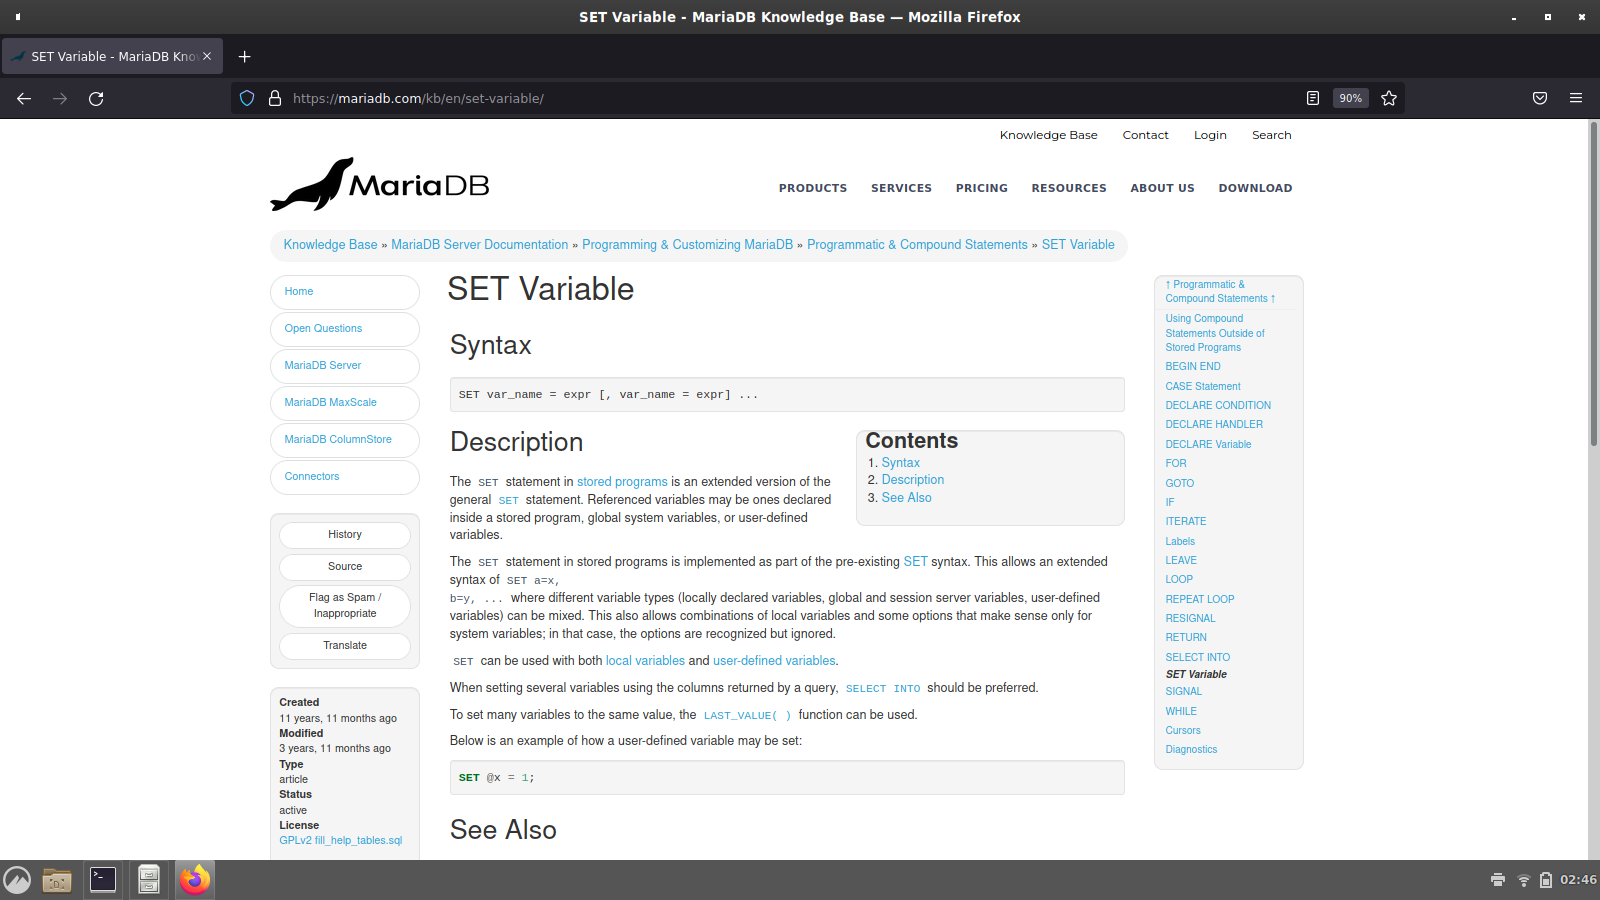 SET Variable - MariaDB Knowledge Base — Mozilla Firefox
SET Variable - MariaDB Kno
https://mariadb.com/kb/en/set-variable/
90%
Knowledge Base Contact Login Search
MariaDB
PRODUCTS SERVICES PRICING RESOURCES ABOUT US DOWNLOAD
Knowledge Base » MariaDB Server Documentation » Programming & Customizing MariaDB » Programmatic & Compound Statements » SET Variable
Home
Open Questions
MariaDB Server
MariaDB MaxScale
MariaDB ColumnStore
Connectors
History
Source
Flag as Spam /
Inappropriate
Translate
Created
11 years, 11 months ago
Modified
3 years, 11 months ago
Type
article
Status
active
License
GPLv2 fill_help_tables.sql
SET Variable
Syntax
SET var_name = expr [, var_name = expr] ...
Description
The SET statement in stored programs is an extended version of the
general SET statement. Referenced variables may be ones declared
inside a stored program, global system variables, or user-defined
variables.
Contents
1. Syntax
2. Description
3. See Also
The SET statement in stored programs is implemented as part of the pre-existing SET syntax. This allows an extended
syntax of SET a=x,
b=y, ... where different variable types (locally declared variables, global and session server variables, user-defined
variables) can be mixed. This also allows combinations of local variables and some options that make sense only for
system variables; in that case, the options are recognized but ignored.
SET can be used with both local variables and user-defined variables.
When setting several variables using the columns returned by a query, SELECT INTO should be preferred.
To set many variables to the same value, the LAST_VALUE( ) function can be used.
Below is an example of how a user-defined variable may be set:
SET @x = 1;
See Also
↑ Programmatic &
Compound Statements ↑
Using Compound
Statements Outside of
Stored Programs
BEGIN END
CASE Statement
DECLARE CONDITION
DECLARE HANDLER
DECLARE Variable
FOR
GOTO
IF
ITERATE
Labels
LEAVE
LOOP
REPEAT LOOP
RESIGNAL
RETURN
SELECT INTO
SET Variable
SIGNAL
WHILE
Cursors
Diagnostics
02:46